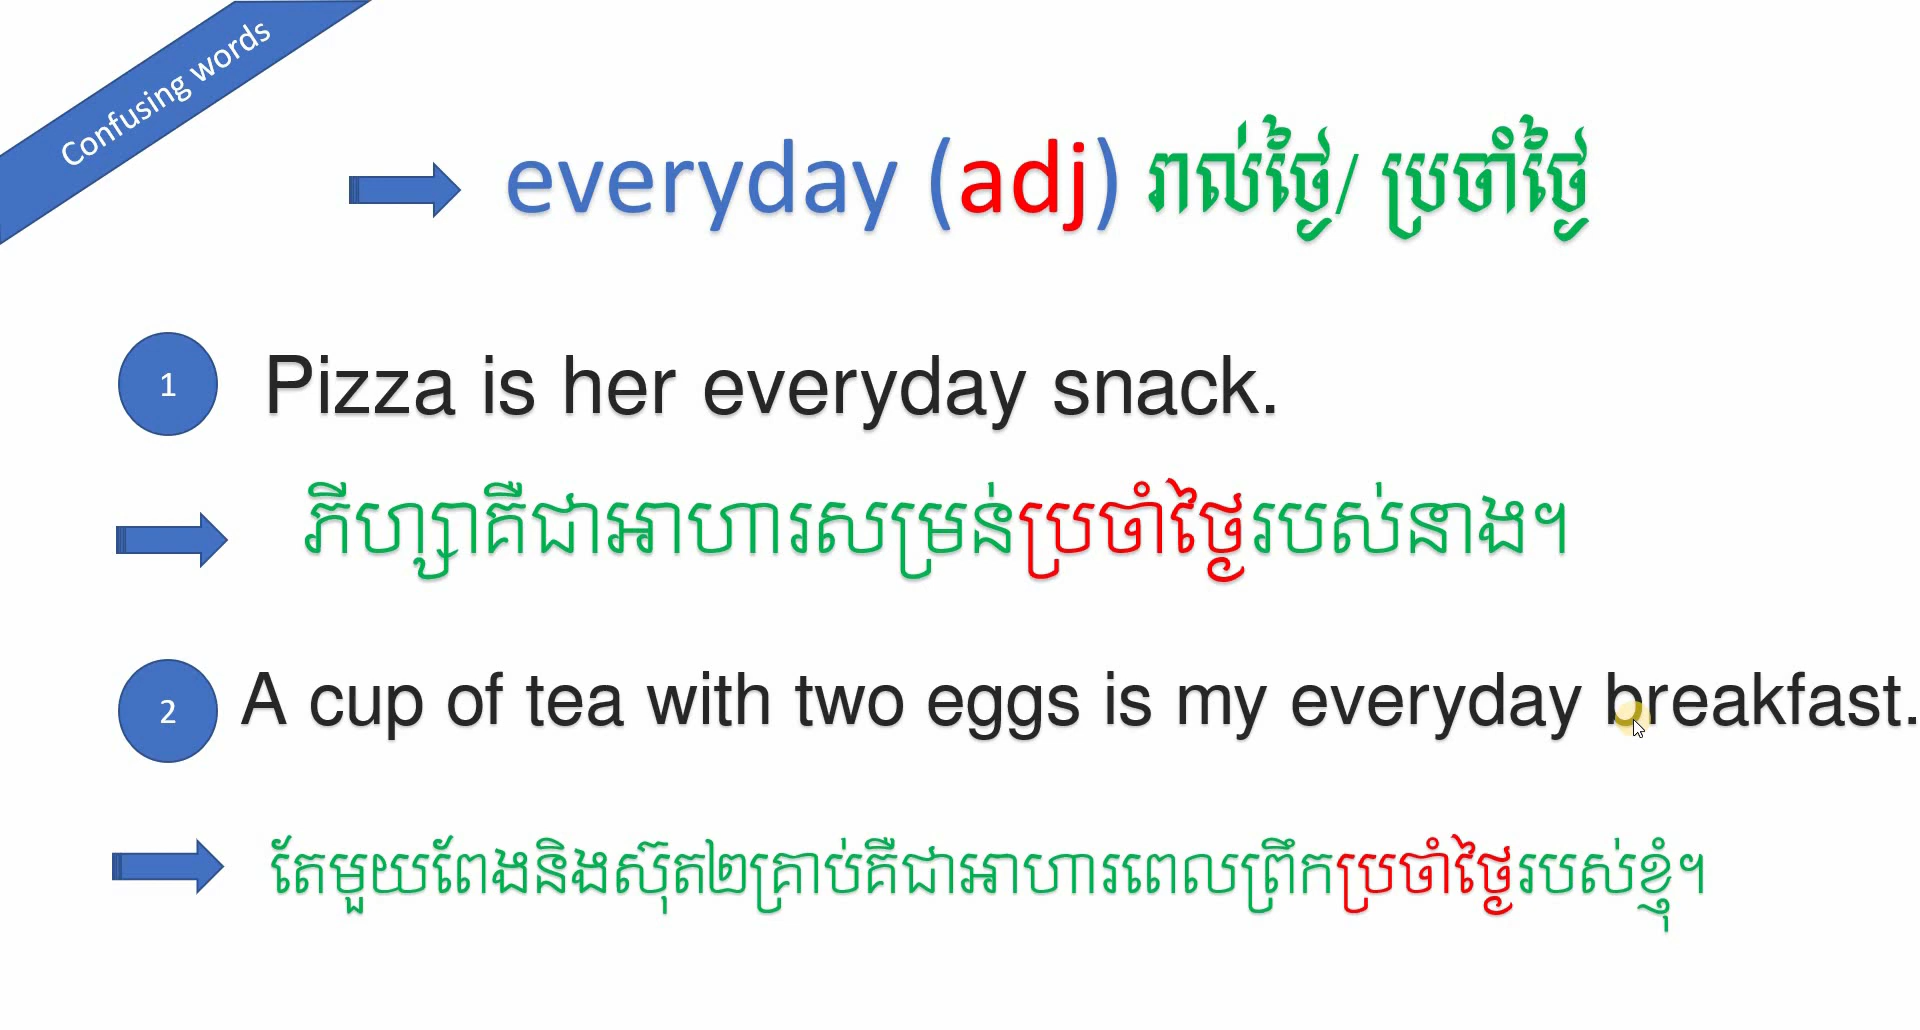 Confusing words
everyday (adj) រាល់ថ្ងៃ/ ប្រចាំថ្ងៃ
1 Pizza is her everyday snack.
ភីហ្សាគឺជាអាហារសម្រន់ប្រចាំថ្ងៃរបស់នាង។
2 A cup of tea with two eggs is my everyday breakfast.
តែមួយពែងនិងស៊ុត២គ្រាប់គឺជាអាហារពេលព្រឹកប្រចាំថ្ងៃរបស់ខ្ញុំ។